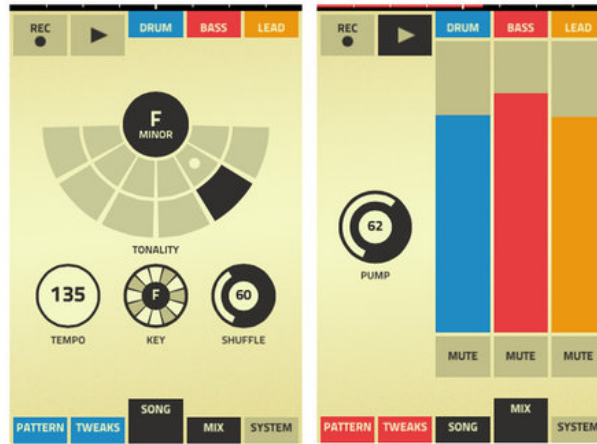 REC
DRUM BASS LEAD
F
MINOR
TONALITY
135
F
60
TEMPO KEY SHUFFLE
SONG
PATTERN TWEAKS MIX SYSTEM
REC
DRUM BASS LEAD
62
PUMP
MUTE MUTE MUTE
MIX
PATTERN TWEAKS SONG SYSTEM